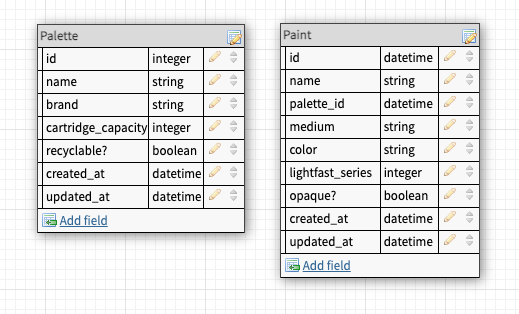 Palette
id integer
name string
brand string
cartridge_capacity integer
recyclable? boolean
created_at datetime
updated_at datetime
Add field
Paint
id datetime
name string
palette_id datetime
medium string
color string
lightfast_series integer
opaque? boolean
created_at datetime
updated_at datetime
Add field